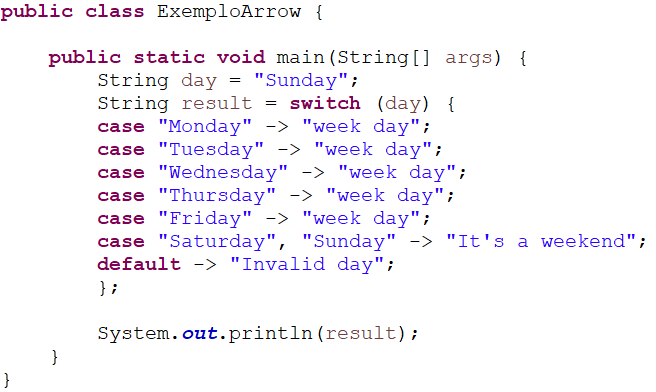 public class ExemploArrow {
public static void main(String[] args) {
String day = "Sunday";
String result = switch (day) {
case "Monday" -> "week day";
case "Tuesday" -> "week day";
case "Wednesday" -> "week day";
case "Thursday" -> "week day";
case "Friday" -> "week day";
case "Saturday", "Sunday" -> "It's a weekend";
default -> "Invalid day";
};
System.out.println(result);
}
}